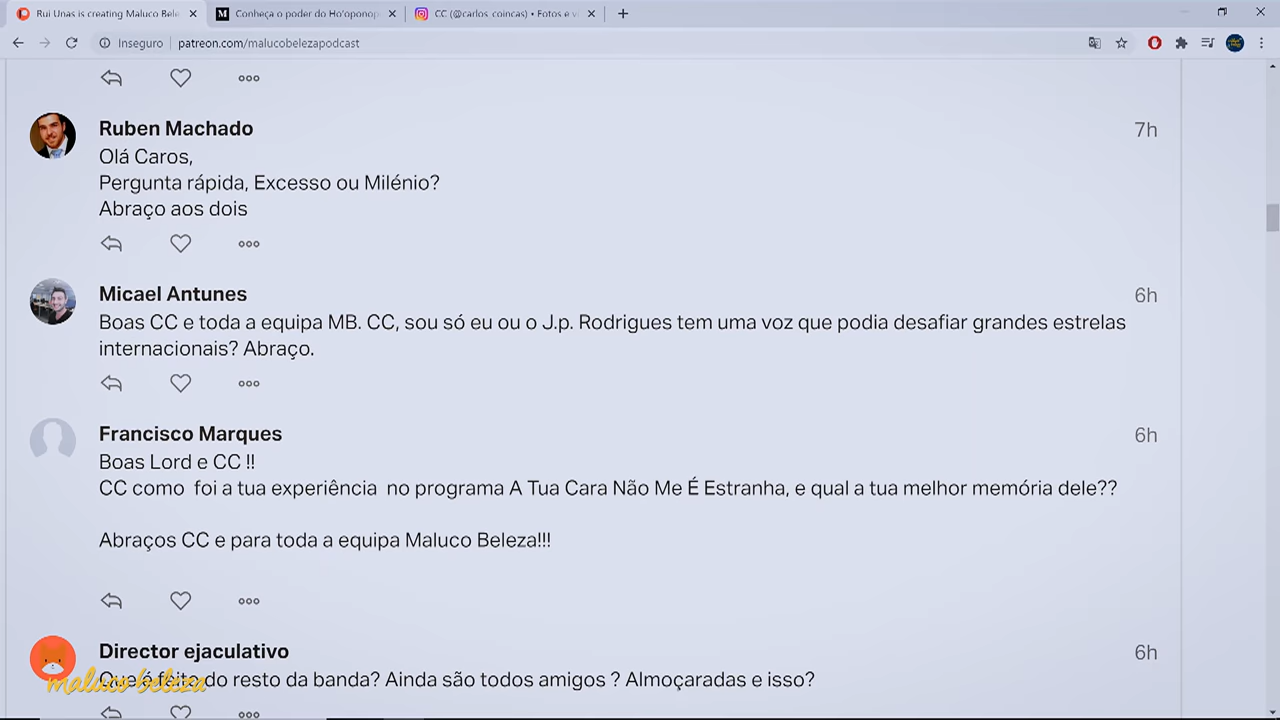 Rui Unas is creating Maluco Bele
Conheça o poder do Ho'oponop
CC (@carlos_coincas) • Fotos e v
Inseguro
patreon.com/malucobelezapodcast
Ruben Machado
7h
Olá Caros,
Pergunta rápida, Excesso ou Milénio?
Abraço aos dois
Micael Antunes
6h
Boas CC e toda a equipa MB. CC, sou só eu ou o J.p. Rodrigues tem uma voz que podia desafiar grandes estrelas
internacionais? Abraço.
Francisco Marques
6h
Boas Lord e CC !!
CC como foi a tua experiência no programa A Tua Cara Não Me É Estranha, e qual a tua melhor memória dele??
Abraços CC e para toda a equipa Maluco Beleza!!!
Director ejaculativo
6h
Que é feito do resto da banda? Ainda são todos amigos ? Almoçaradas e isso?
maluco beleza